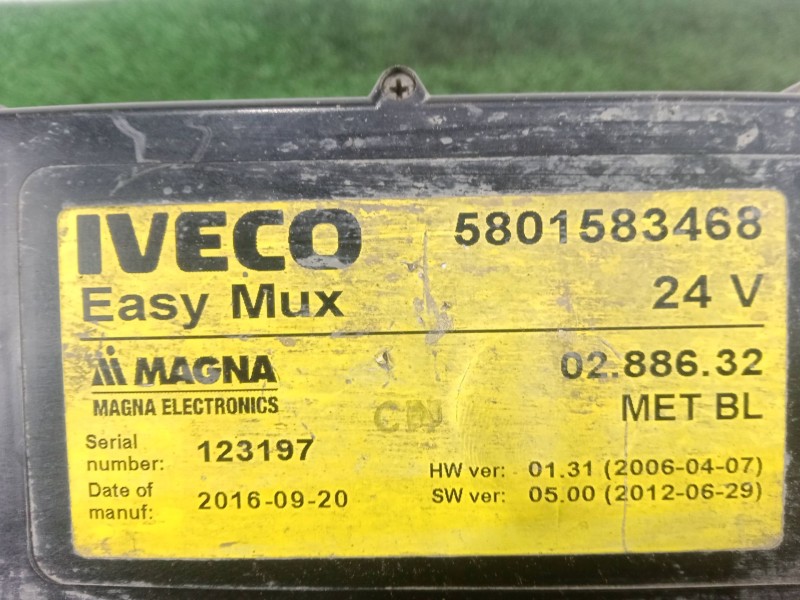 IVECO 5801583468
Easy Mux 24 V
MAGNA 02.886.32
MAGNA ELECTRONICS MET BL
Serial number: 123197
HW ver: 01.31 (2006-04-07)
Date of manuf: 2016-09-20
SW ver: 05.00 (2012-06-29)